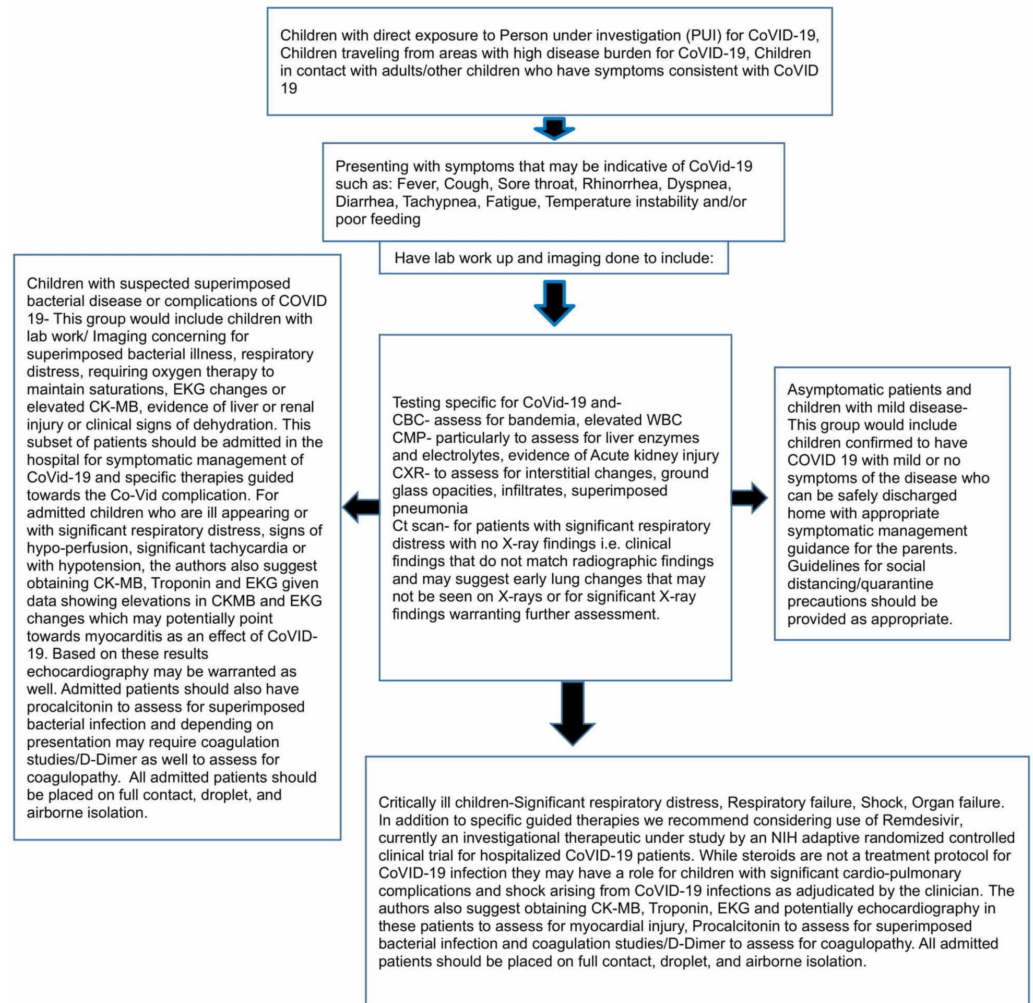 Children with direct exposure to Person under investigation (PUI) for CoVID-19,
Children traveling from areas with high disease burden for CoVID-19, Children
in contact with adults/other children who have symptoms consistent with CoVID
19
Presenting with symptoms that may be indicative of CoVid-19
such as: Fever, Cough, Sore throat, Rhinorrhea, Dyspnea,
Diarrhea, Tachypnea, Fatigue, Temperature instability and/or
poor feeding
Have lab work up and imaging done to include:
Children with suspected superimposed
bacterial disease or complications of COVID
19- This group would include children with
lab work/ Imaging concerning for
superimposed bacterial illness, respiratory
distress, requiring oxygen therapy to
maintain saturations, EKG changes or
elevated CK-MB, evidence of liver or renal
injury or clinical signs of dehydration. This
subset of patients should be admitted in the
hospital for symptomatic management of
CoVid-19 and specific therapies guided
towards the Co-Vid complication. For
admitted children who are ill appearing or
with significant respiratory distress, signs of
hypo-perfusion, significant tachycardia or
with hypotension, the authors also suggest
obtaining CK-MB, Troponin and EKG given
data showing elevations in CKMB and EKG
changes which may potentially point
towards myocarditis as an effect of CoVID-
19. Based on these results
echocardiography may be warranted as
well. Admitted patients should also have
procalcitonin to assess for superimposed
bacterial infection and depending on
presentation may require coagulation
studies/D-Dimer as well to assess for
coagulopathy.  All admitted patients should
be placed on full contact, droplet, and
airborne isolation.
Testing specific for CoVid-19 and-
CBC- assess for bandemia, elevated WBC
CMP- particularly to assess for liver enzymes
and electrolytes, evidence of Acute kidney injury
CXR- to assess for interstitial changes, ground
glass opacities, infiltrates, superimposed
pneumonia
Ct scan- for patients with significant respiratory
distress with no X-ray findings i.e. clinical
findings that do not match radiographic findings
and may suggest early lung changes that may
not be seen on X-rays or for significant X-ray
findings warranting further assessment.
Asymptomatic patients and
children with mild disease-
This group would include
children confirmed to have
COVID 19 with mild or no
symptoms of the disease who
can be safely discharged
home with appropriate
symptomatic management
guidance for the parents.
Guidelines for social
distancing/quarantine
precautions should be
provided as appropriate.
Critically ill children-Significant respiratory distress, Respiratory failure, Shock, Organ failure.
In addition to specific guided therapies we recommend considering use of Remdesivir,
currently an investigational therapeutic under study by an NIH adaptive randomized controlled
clinical trial for hospitalized CoVID-19 patients. While steroids are not a treatment protocol for
CoVID-19 infection they may have a role for children with significant cardio-pulmonary
complications and shock arising from CoVID-19 infections as adjudicated by the clinician. The
authors also suggest obtaining CK-MB, Troponin, EKG and potentially echocardiography in
these patients to assess for myocardial injury, Procalcitonin to assess for superimposed
bacterial infection and coagulation studies/D-Dimer to assess for coagulopathy. All admitted
patients should be placed on full contact, droplet, and airborne isolation.